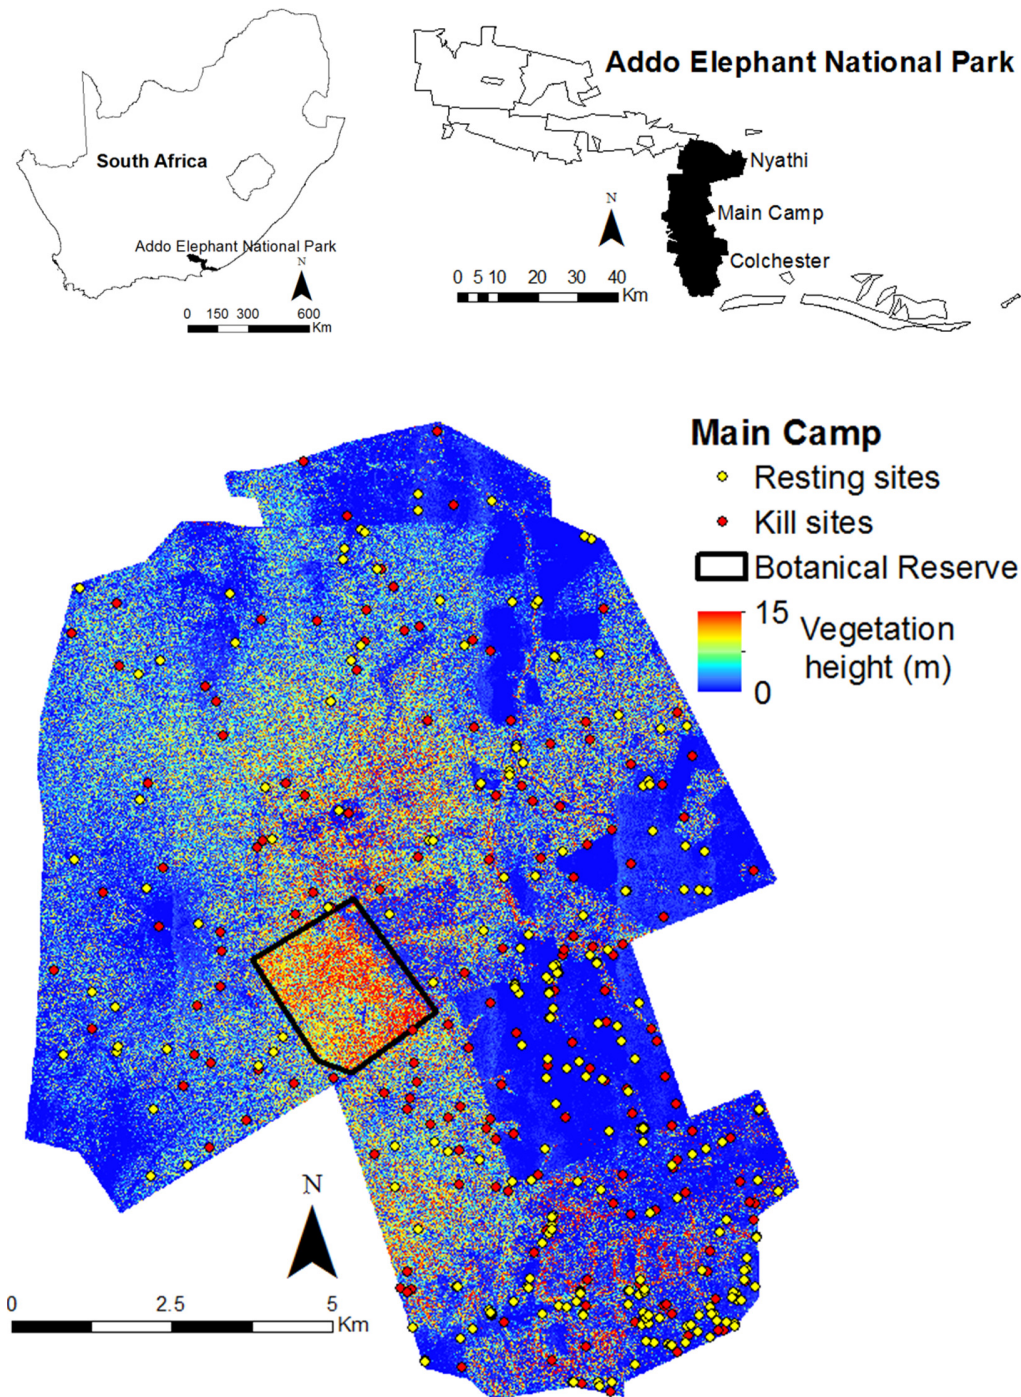 South Africa
Addo Elephant National Park
N
0 150 300 600
Km
Addo Elephant National Park
Nyathi
Main Camp
Colchester
N
0 5 10 20 30 40
Km
Main Camp
Resting sites
Kill sites
Botanical Reserve
15
Vegetation
height (m)
0
N
0 2.5 5
Km